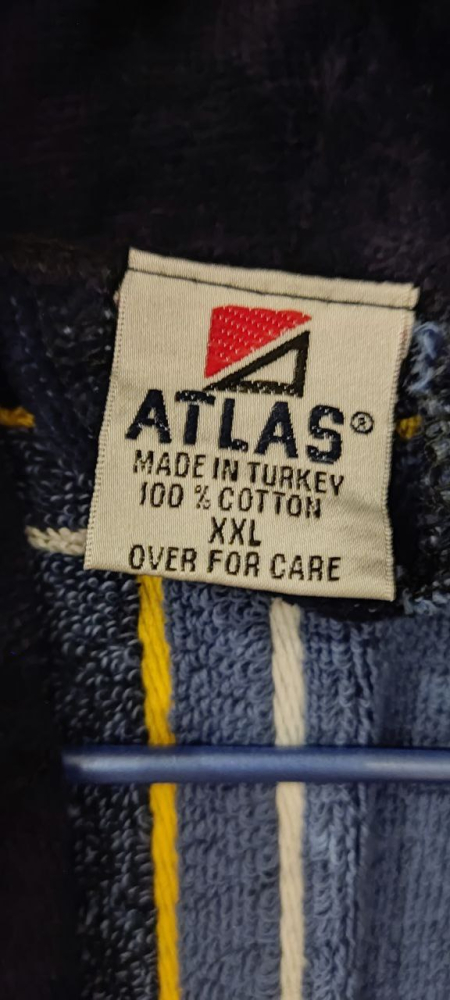 ATLAS®
MADE IN TURKEY
100 % COTTON
XXL
OVER FOR CARE